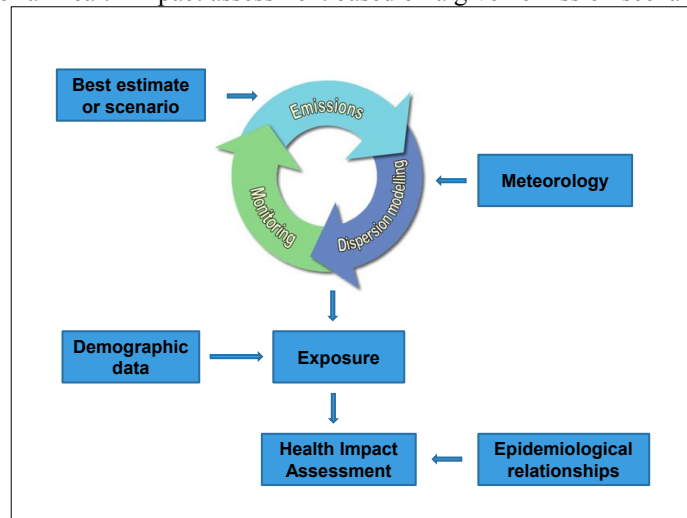 Best estimate
or scenario
Emissions
Dispersion modelling
Monitoring
Meteorology
Demographic
data
Exposure
Health Impact
Assessment
Epidemiological
relationships